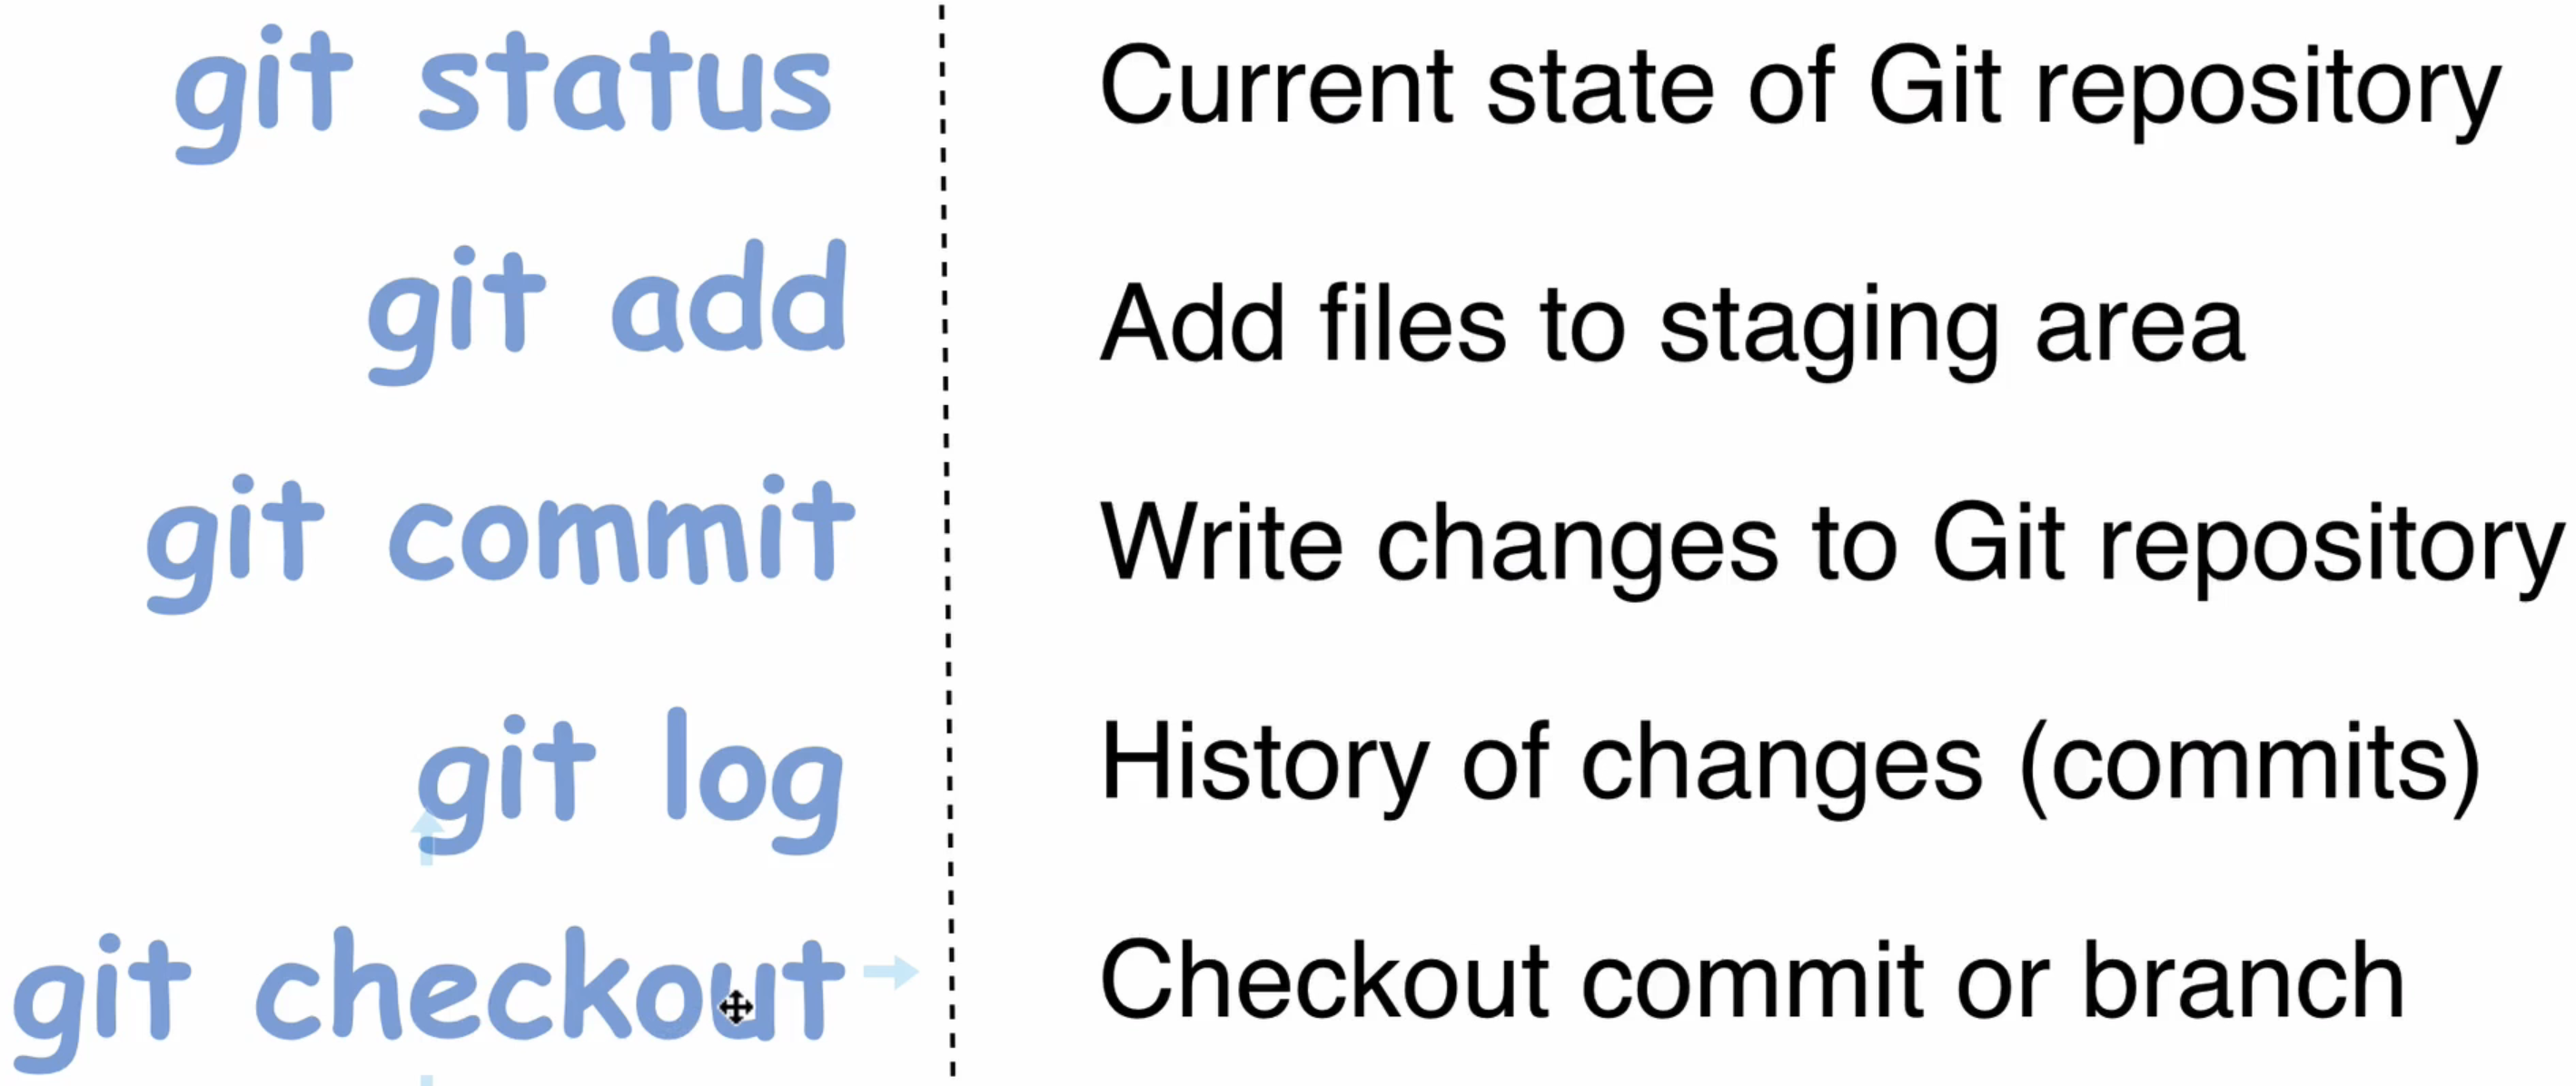 git status
Current state of Git repository
git add
Add files to staging area
git commit
Write changes to Git repository
git log
History of changes (commits)
git checkout
Checkout commit or branch